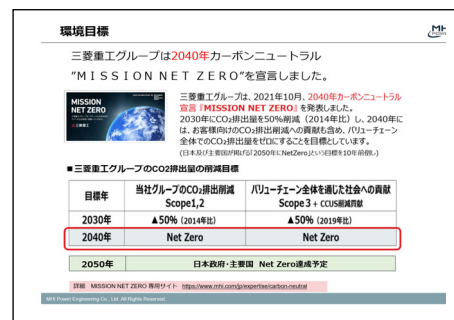 環境目標
MHI
POWER
三菱重工グループは2040年カーボンニュートラル
”ＭＩＳＳＩＯＮ ＮＥＴ ＺＥＲＯ”を宣言しました。
MISSION
NET ZERO
三菱重工グループは、2021年10月、2040年カーボンニュートラル
宣言『MISSION NET ZERO』を発表しました。
2030年にCO₂排出量を50%削減（2014年比）し、2040年に
は、お客様向けのCO₂排出削減への貢献も含め、バリューチェーン
全体でのCO₂排出量をゼロにすることを目標としています。
(日本及び主要国が掲げる「2050年にNetZero」という目標を10年前倒し)
■三菱重工グループのCO2排出量の削減目標
目標年 当社グループのCO₂排出削減 Scope1,2 バリューチェーン全体を通じた社会への貢献 Scope３ + CCUS削減貢献
2030年 ▲50% (2014年比) ▲50% (2019年比)
2040年 Net Zero Net Zero
2050年 日本政府・主要国 Net Zero達成予定
詳細 MISSION NET ZERO 専用サイト https://www.mhi.com/jp/expertise/carbon-neutral
MHI Power Engineering Co., Ltd. All Rights Reserved.